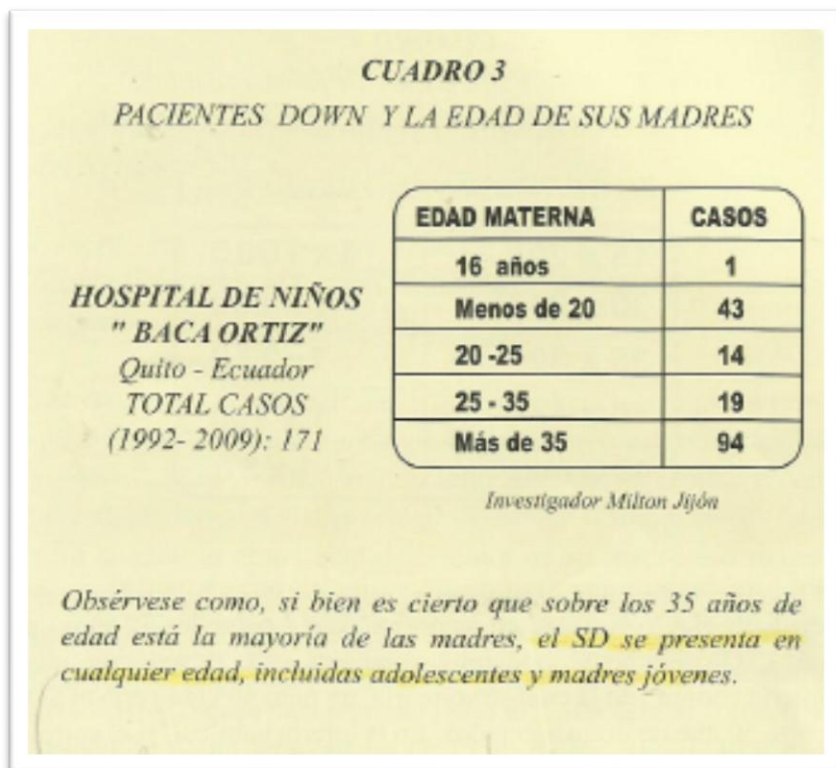 CUADRO 3
PACIENTES DOWN Y LA EDAD DE SUS MADRES
HOSPITAL DE NIÑOS
" BACA ORTIZ"
Quito - Ecuador
TOTAL CASOS
(1992- 2009): 171
EDAD MATERNA CASOS
16 años 1
Menos de 20 43
20 -25 14
25 - 35 19
Más de 35 94
Investigador Milton Jijón
Obsérvese como, si bien es cierto que sobre los 35 años de
edad está la mayoría de las madres, el SD se presenta en
cualquier edad, incluidas adolescentes y madres jóvenes.